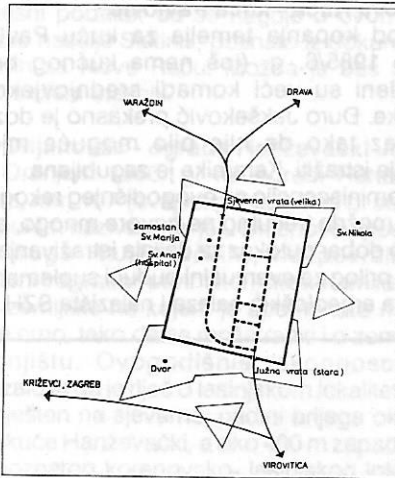 DRAVA
VARAŽDIN
Sjeverna vrata (velika)
samostan
Sv. Marija
Sv. Nikola
Sv. Ana?
(hospital)
Dvor
Južna vrata (stara)
KRIŽEVCI, ZAGREB
VIROVITICA